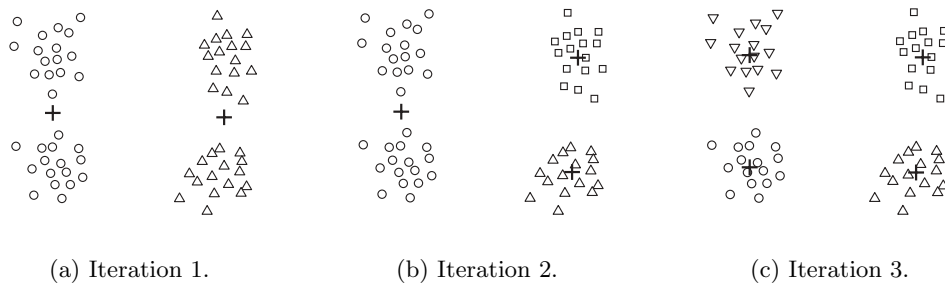 (a) Iteration 1.
(b) Iteration 2.
(c) Iteration 3.